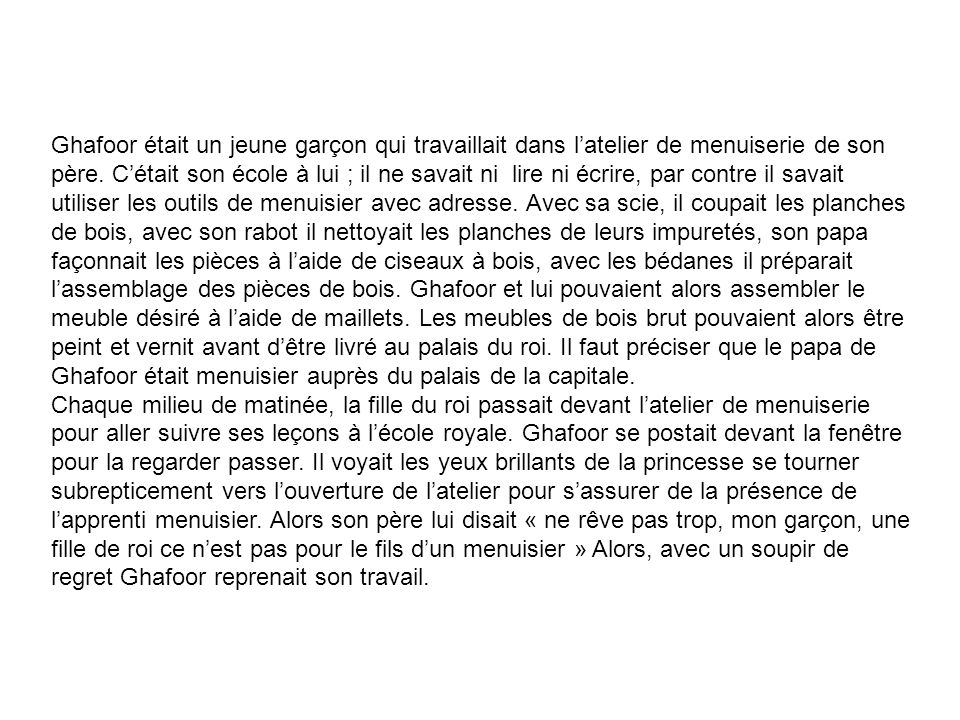 Ghafoor était un jeune garçon qui travaillait dans l’atelier de menuiserie de son
père. C’était son école à lui ; il ne savait ni  lire ni écrire, par contre il savait
utiliser les outils de menuisier avec adresse. Avec sa scie, il coupait les planches
de bois, avec son rabot il nettoyait les planches de leurs impuretés, son papa
façonnait les pièces à l’aide de ciseaux à bois, avec les bédanes il préparait
l’assemblage des pièces de bois. Ghafoor et lui pouvaient alors assembler le
meuble désiré à l’aide de maillets. Les meubles de bois brut pouvaient alors être
peint et vernit avant d’être livré au palais du roi. Il faut préciser que le papa de
Ghafoor était menuisier auprès du palais de la capitale.
Chaque milieu de matinée, la fille du roi passait devant l’atelier de menuiserie
pour aller suivre ses leçons à l’école royale. Ghafoor se postait devant la fenêtre
pour la regarder passer. Il voyait les yeux brillants de la princesse se tourner
subrepticement vers l’ouverture de l’atelier pour s’assurer de la présence de
l’apprenti menuisier. Alors son père lui disait « ne rêve pas trop, mon garçon, une
fille de roi ce n’est pas pour le fils d’un menuisier » Alors, avec un soupir de
regret Ghafoor reprenait son travail.